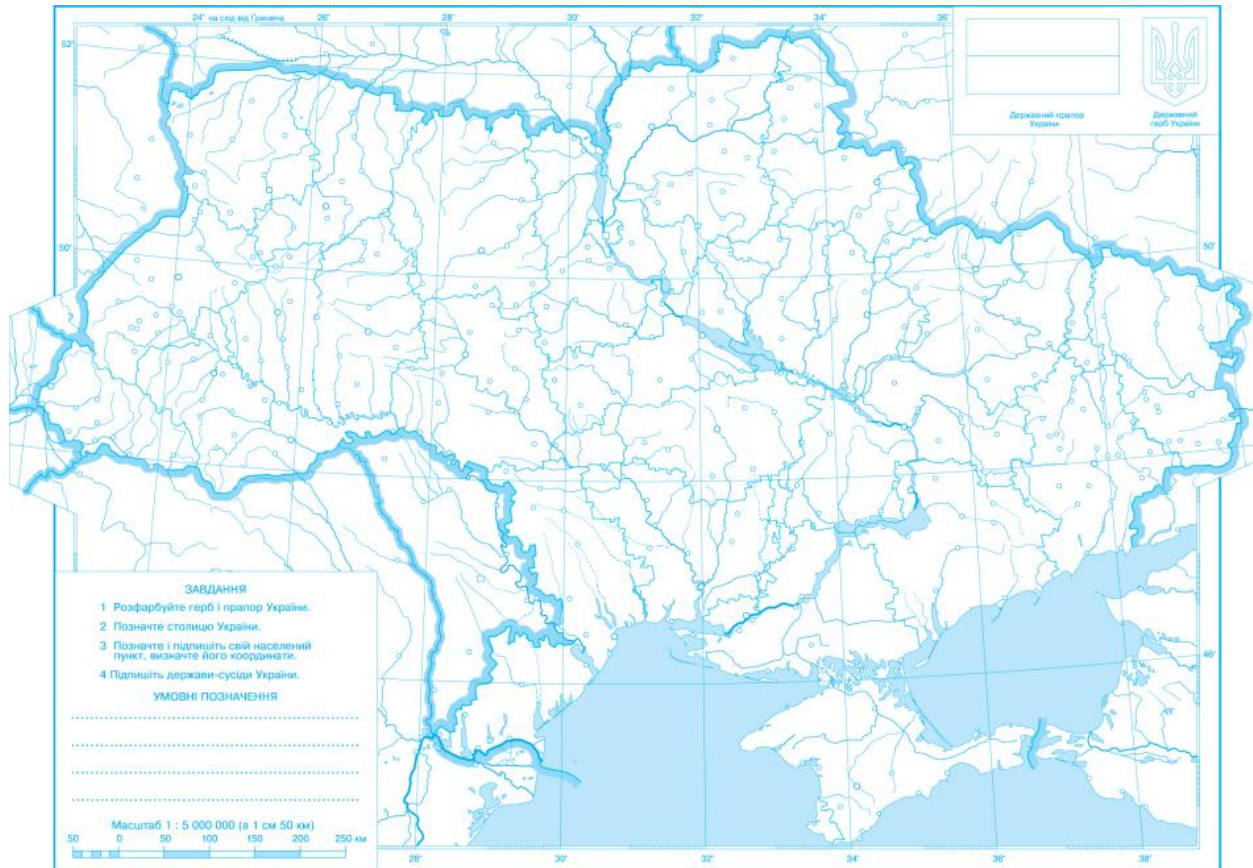 24° на схід від Ґринвіча 26° 28° 30° 32° 34° 36°
52°
Державний прапор
України
Державний
герб України
50° 50°
46°
ЗАВДАННЯ
1 Розфарбуйте герб і прапор України.
2 Позначте столицю України.
3 Позначте і підпишіть свій населений
пункт, визначте його координати.
4 Підпишіть держави-сусіди України.
УМОВНІ ПОЗНАЧЕННЯ
Масштаб 1 : 5 000 000 (в 1 см 50 км)
50 0 50 100 150 200 250 км
28° 30° 32° 34° 36° 38°